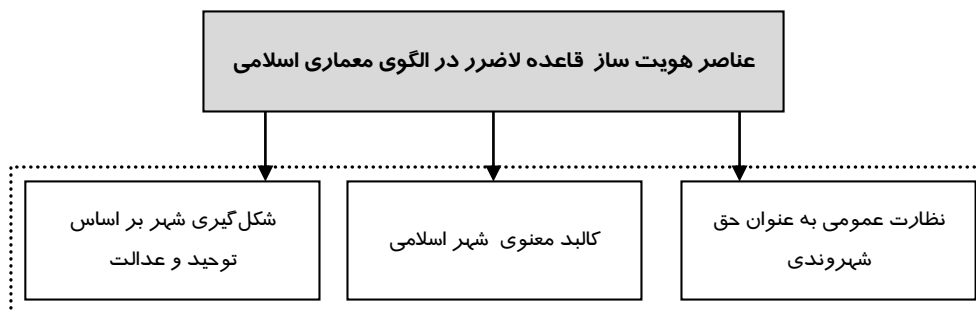 عناصر هویت ساز قاعده لاضرر در الگوی معماری اسلامی
نظارت عمومی به عنوان حق
شهروندی
کالبد معنوی شهر اسلامی
شکل‌گیری شهر بر اساس
توحید و عدالت